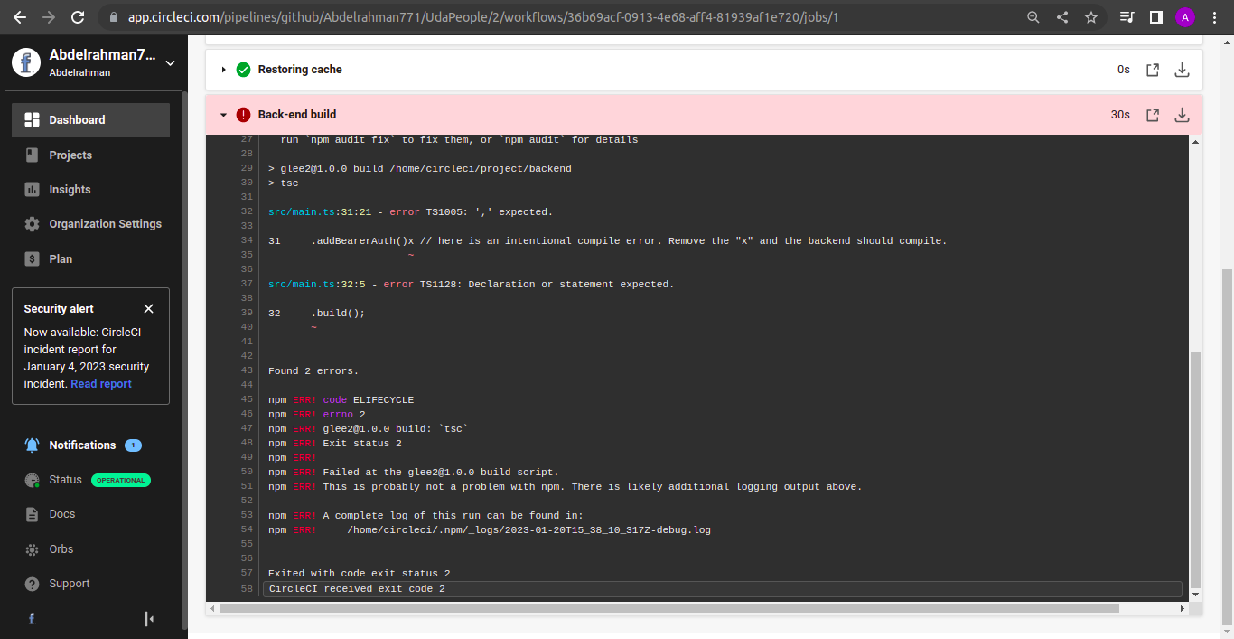 app.circleci.com/pipelines/github/Abdelrahman771/UdaPeople/2/workflows/36b69acf-0913-4e68-aff4-81939af1e720/jobs/1
A
f
Abdelrahman7...
Abdelrahman
Dashboard
Projects
Insights
Organization Settings
$ Plan
Security alert
Now available: CircleCI
incident report for
January 4, 2023 security
incident. Read report
Notifications 1
Status OPERATIONAL
Docs
Orbs
? Support
f
Restoring cache 0s
! Back-end build 30s
27 run `npm audit fix` to fix them, or `npm audit` for details
28
29 > glee2@1.0.0 build /home/circleci/project/backend
30 > tsc
31
32 src/main.ts:31:21 - error TS1005: ',' expected.
33
34 31     .addBearerAuth()x // here is an intentional compile error. Remove the "x" and the backend should compile.
35 ~
36
37 src/main.ts:32:5 - error TS1128: Declaration or statement expected.
38
39 32     .build();
40 ~
41
42
43 Found 2 errors.
44
45 npm ERR! code ELIFECYCLE
46 npm ERR! errno 2
47 npm ERR! glee2@1.0.0 build: `tsc`
48 npm ERR! Exit status 2
49 npm ERR!
50 npm ERR! Failed at the glee2@1.0.0 build script.
51 npm ERR! This is probably not a problem with npm. There is likely additional logging output above.
52
53 npm ERR! A complete log of this run can be found in:
54 npm ERR!     /home/circleci/.npm/_logs/2023-01-20T15_38_10_317Z-debug.log
55
56
57 Exited with code exit status 2
58 CircleCI received exit code 2